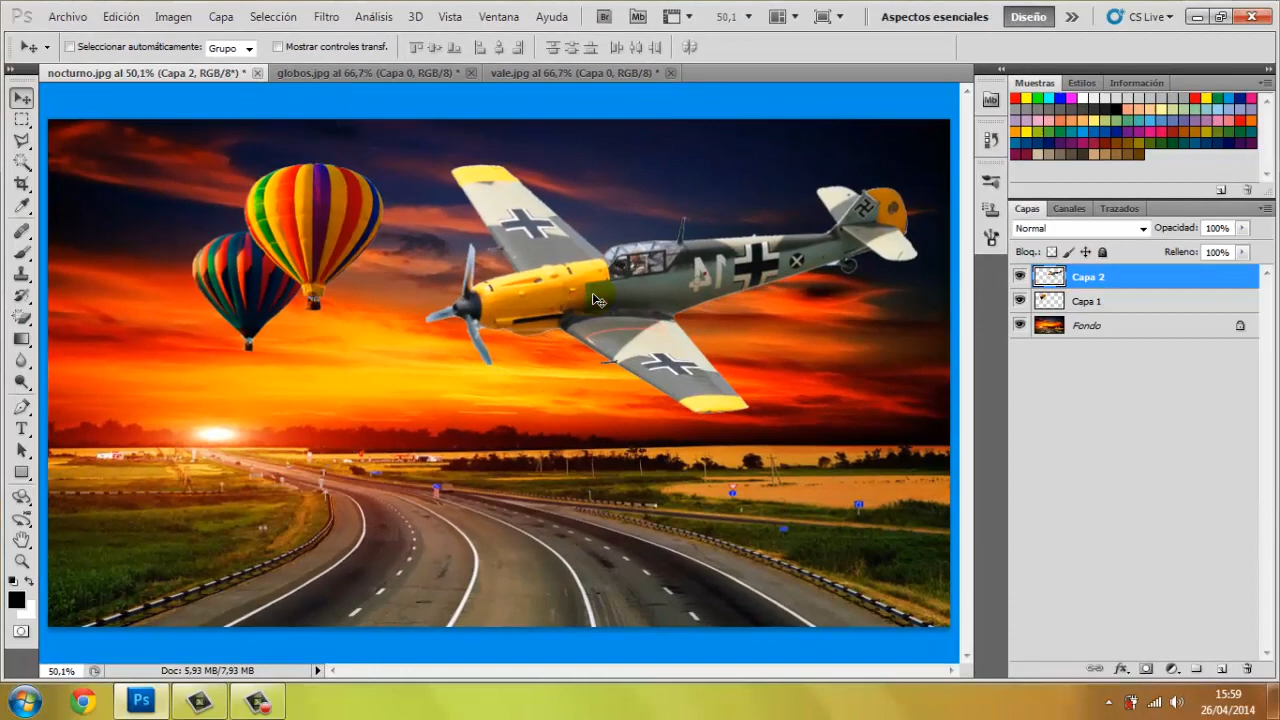 Ps Archivo Edición Imagen Capa Selección Filtro Análisis 3D Vista Ventana Ayuda Br Mb 50,1 Aspectos esenciales Diseño CS Live
Seleccionar automáticamente: Grupo Mostrar controles transf.
nocturno.jpg al 50,1% (Capa 2, RGB/8*) * globos.jpg al 66,7% (Capa 0, RGB/8) * vale.jpg al 66,7% (Capa 0, RGB/8) *
Muestras Estilos Información
Mb
14
Capas Canales Trazados
Normal Opacidad: 100%
Bloq.: Relleno: 100%
Capa 2
Capa 1
Fondo
T
50,1% Doc: 5,93 MB/7,93 MB
fx
Ps
15:59
26/04/2014